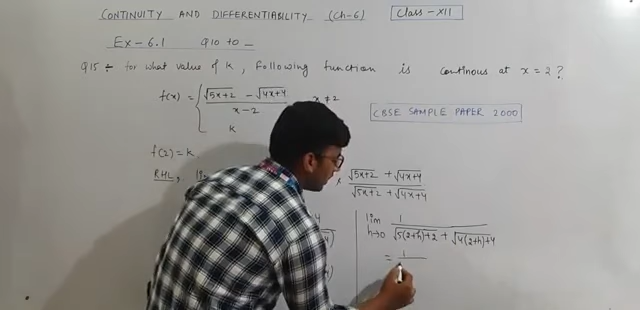 CONTINUITY AND DIFFERENTIABILITY (Ch-6)
Class - XII
Ex-6.1 Q10 to
Q15 ÷ for what value of k, following function is continous at x = 2 ?
f(x) = { √5x+2 - √4x+4 / x-2 x ≠ 2
k
CBSE SAMPLE PAPER 2000
f(2) = k
RHL, lim × √5x+2 + √4x+4 / √5x+2 + √4x+4
lim h→0 1 / √5(2+h)+2 + √4(2+h)+4
= 1